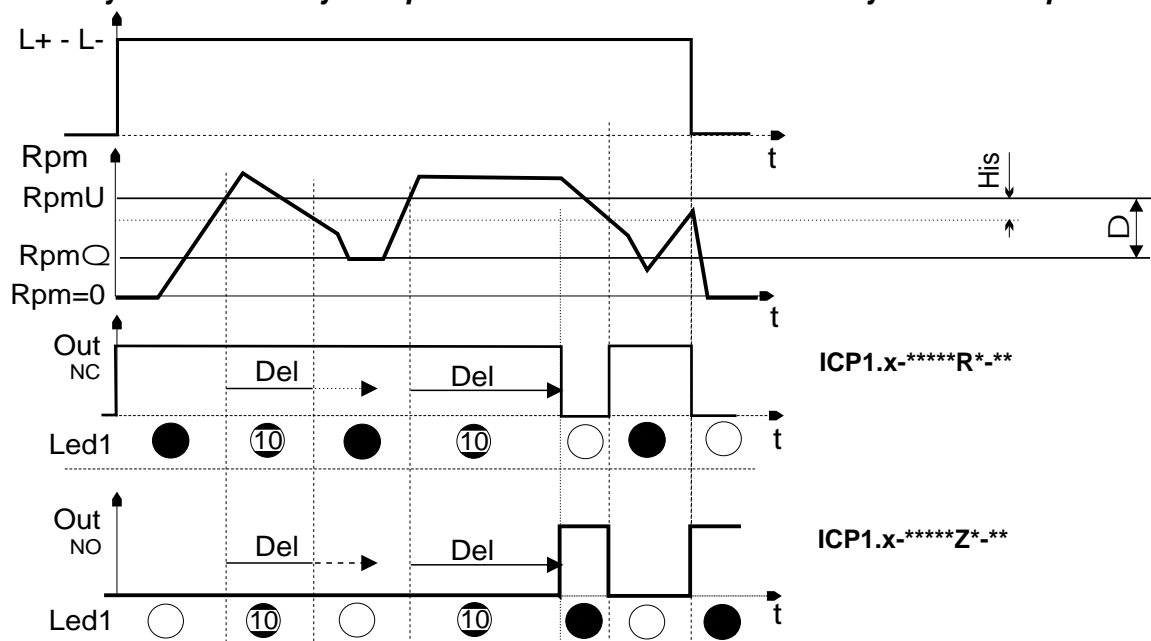 L+ - L-
t
Rpm
His
RpmU
D
RpmQ
Rpm=0
t
Out
NC
Del
Del
ICP1.x-*****R*-**
10
10
Led1
t
Out
NO
Del
Del
ICP1.x-*****Z*-**
10
10
Led1
t